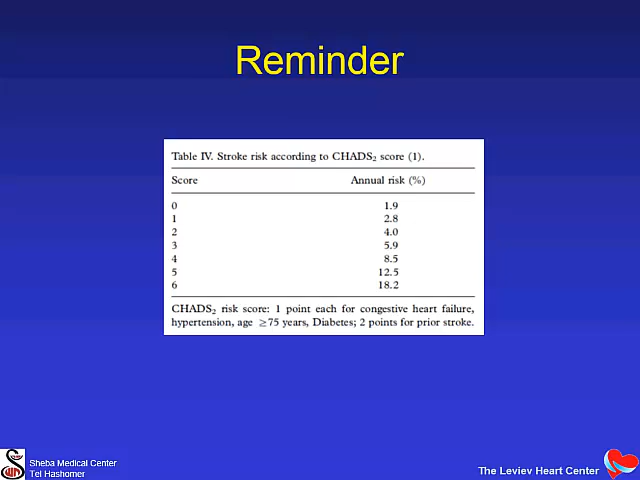 Reminder
Table IV. Stroke risk according to CHADS₂ score (1).
Score Annual risk (%)
0 1.9
1 2.8
2 4.0
3 5.9
4 8.5
5 12.5
6 18.2
CHADS₂ risk score: 1 point each for congestive heart failure,
hypertension, age ≥75 years, Diabetes; 2 points for prior stroke.
Sheba Medical Center
Tel Hashomer
The Leviev Heart Center